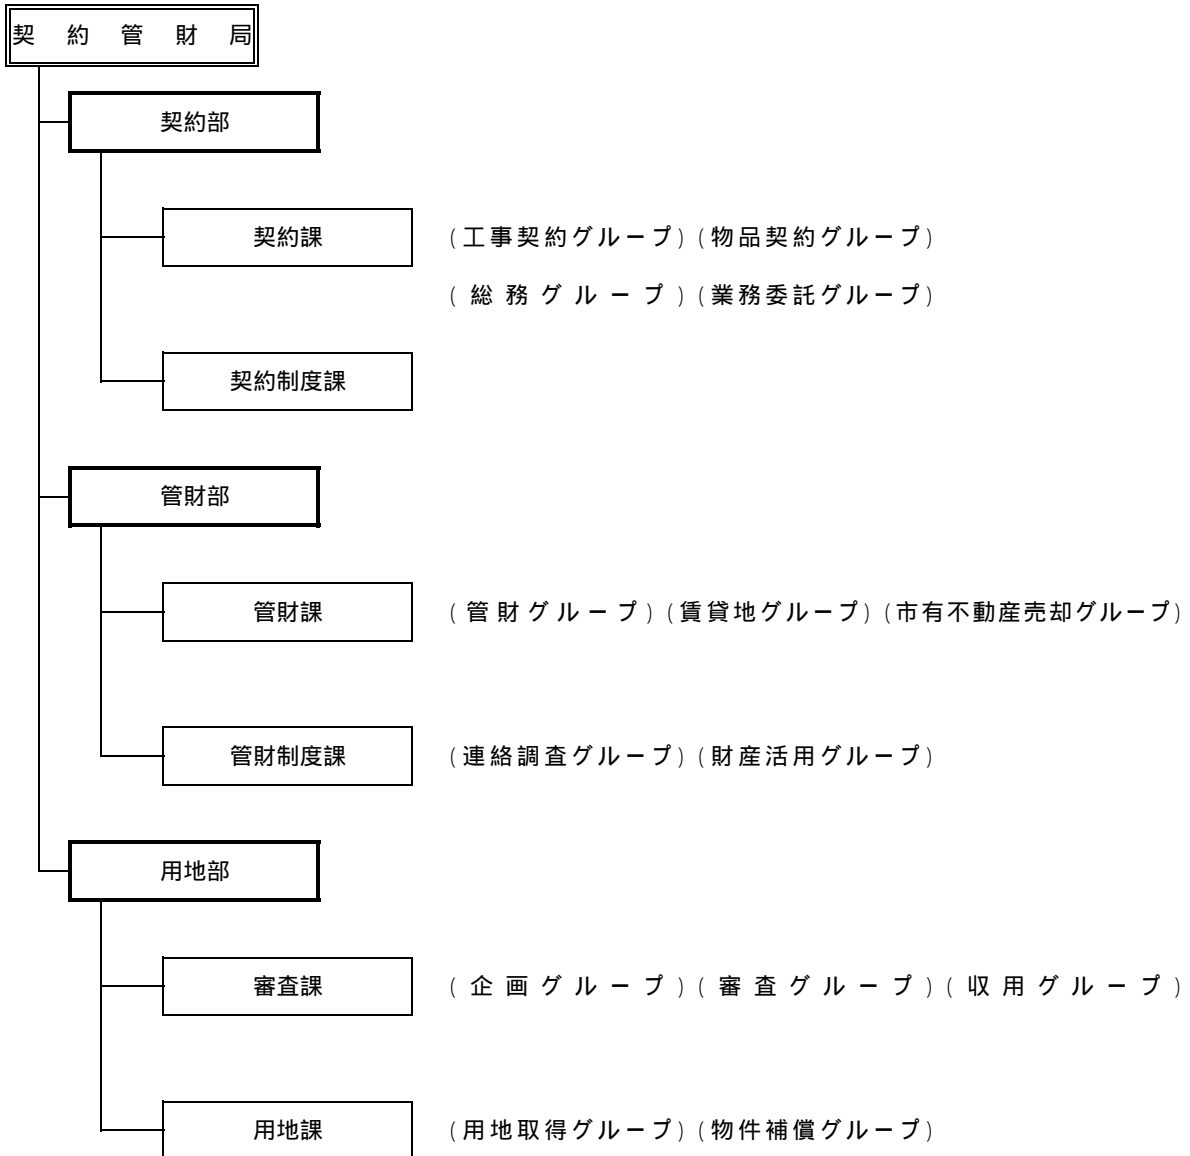 契約管財局
契約部
契約課 (工事契約グループ)(物品契約グループ)
(総務グループ)(業務委託グループ)
契約制度課
管財部
管財課 (管財グループ)(賃貸地グループ)(市有不動産売却グループ)
管財制度課 (連絡調査グループ)(財産活用グループ)
用地部
審査課 (企画グループ)(審査グループ)(収用グループ)
用地課 (用地取得グループ)(物件補償グループ)